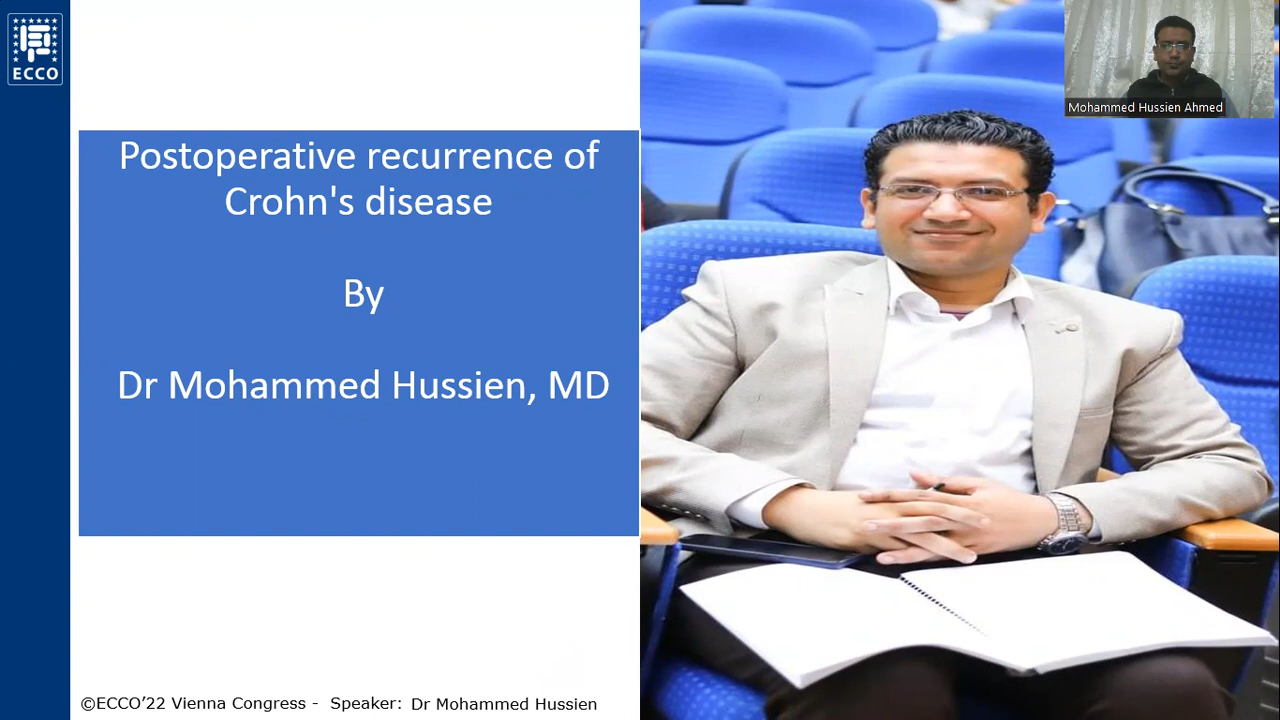 ECCO
Mohammed Hussien Ahmed
Postoperative recurrence of
Crohn's disease
By
Dr Mohammed Hussien, MD
©ECCO’22 Vienna Congress - Speaker: Dr Mohammed Hussien